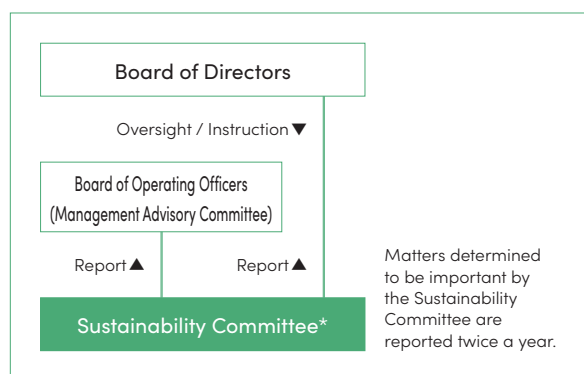 Board of Directors
Oversight / Instruction ▼
Board of Operating Officers
(Management Advisory Committee)
Report ▲
Report ▲
Matters determined
to be important by
the Sustainability
Committee are
reported twice a year.
Sustainability Committee*